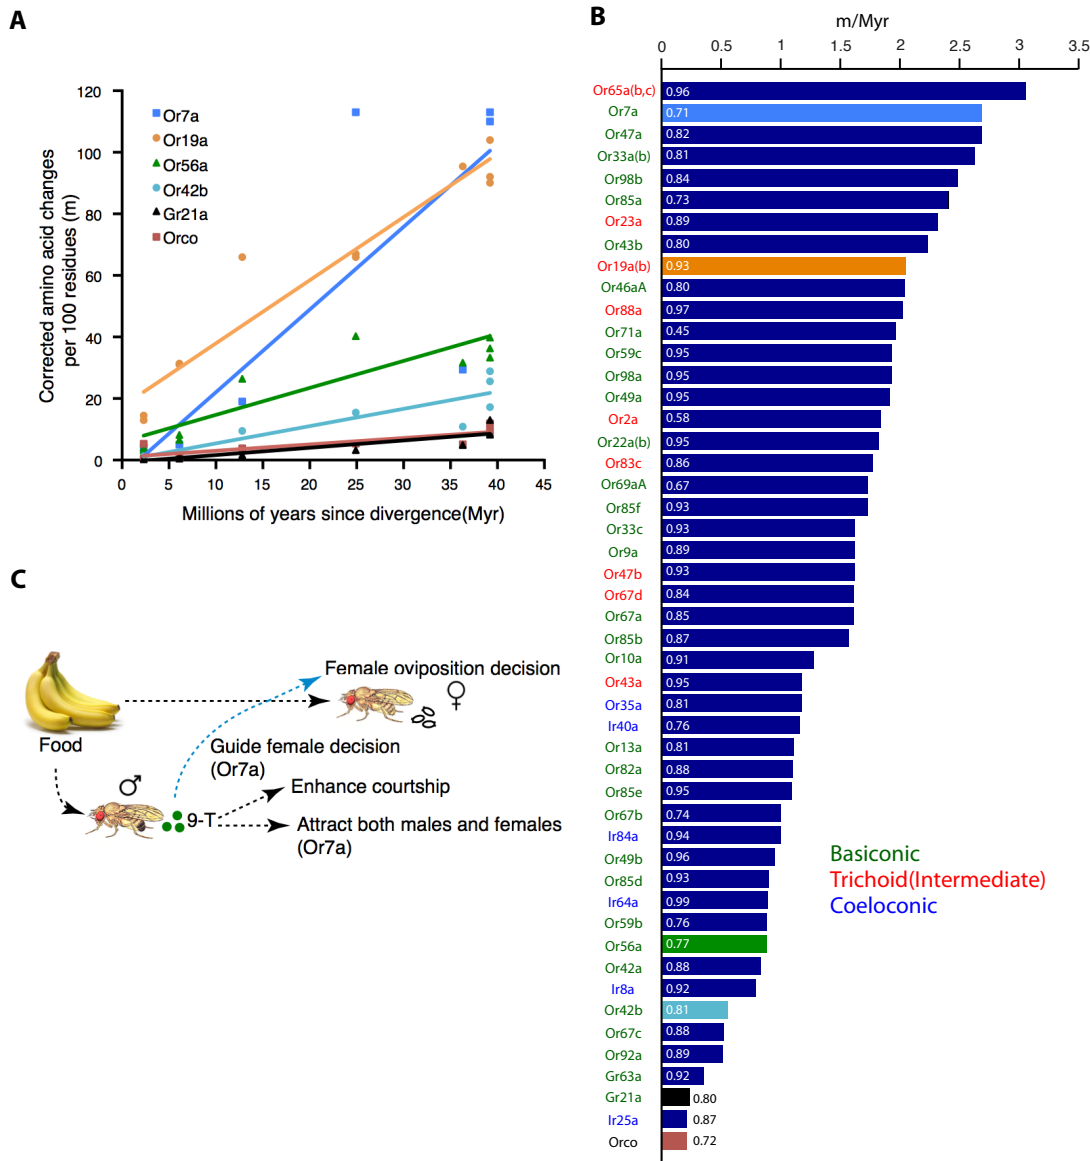 A
Corrected amino acid changes
per 100 residues (m)
120
100
80
60
40
20
0
Or7a
Or19a
Or56a
Or42b
Gr21a
Orco
0 5 10 15 20 25 30 35 40 45
Millions of years since divergence(Myr)
B
m/Myr
0 0.5 1 1.5 2 2.5 3 3.5
Or65a(b,c) 0.96
Or7a 0.71
Or47a 0.82
Or33a(b) 0.81
Or98b 0.84
Or85a 0.73
Or23a 0.89
Or43b 0.80
Or19a(b) 0.93
Or46aA 0.80
Or88a 0.97
Or71a 0.45
Or59c 0.95
Or98a 0.95
Or49a 0.95
Or2a 0.58
Or22a(b) 0.95
Or83c 0.86
Or69aA 0.67
Or85f 0.93
Or33c 0.93
Or9a 0.89
Or47b 0.93
Or67d 0.84
Or67a 0.85
Or85b 0.87
Or10a 0.91
Or43a 0.95
Or35a 0.81
Ir40a 0.76
Or13a 0.81
Or82a 0.88
Or85e 0.95
Or67b 0.74
Ir84a 0.94
Or49b 0.96
Or85d 0.93
Ir64a 0.99
Or59b 0.76
Or56a 0.77
Or42a 0.88
Ir8a 0.92
Or42b 0.81
Or67c 0.88
Or92a 0.89
Gr63a 0.92
Gr21a 0.80
Ir25a 0.87
Orco 0.72
Basiconic
Trichoid(Intermediate)
Coeloconic
C
Food
Female oviposition decision
♀
Guide female decision
(Or7a)
♂
9-T
Enhance courtship
Attract both males and females
(Or7a)